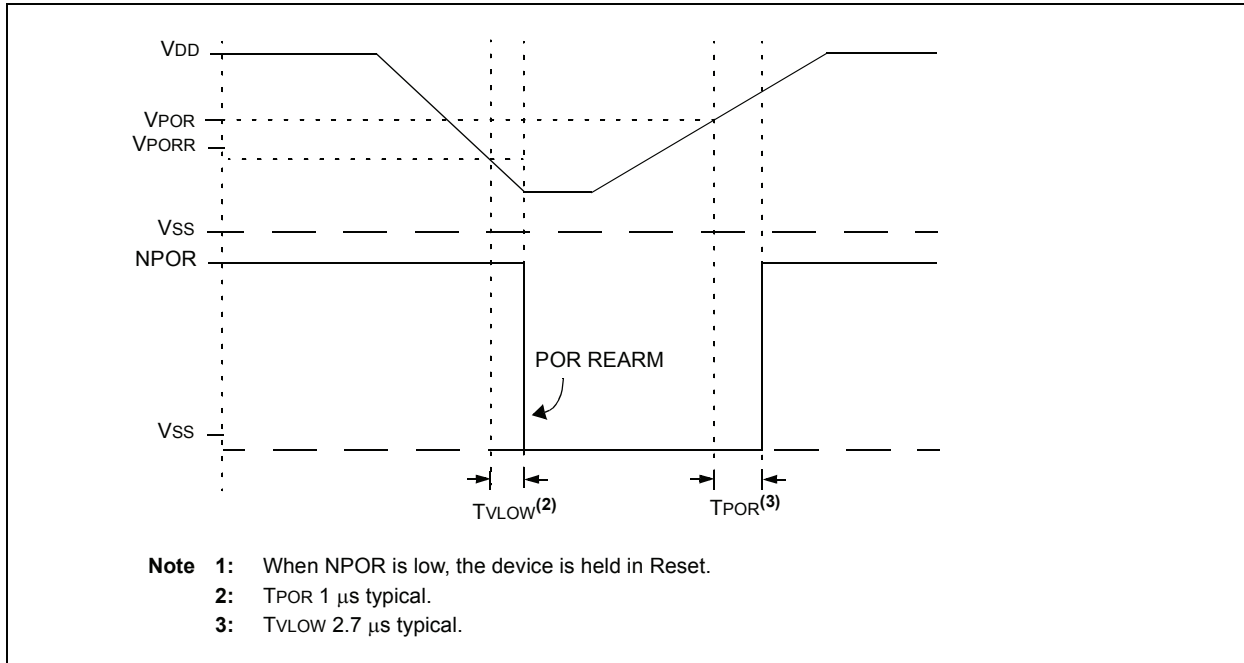 VDD
VPOR
VPORR
VSS
NPOR
POR REARM
VSS
TVLOW(2)
TPOR(3)
Note 1: When NPOR is low, the device is held in Reset.
2: TPOR 1 μs typical.
3: TVLOW 2.7 μs typical.